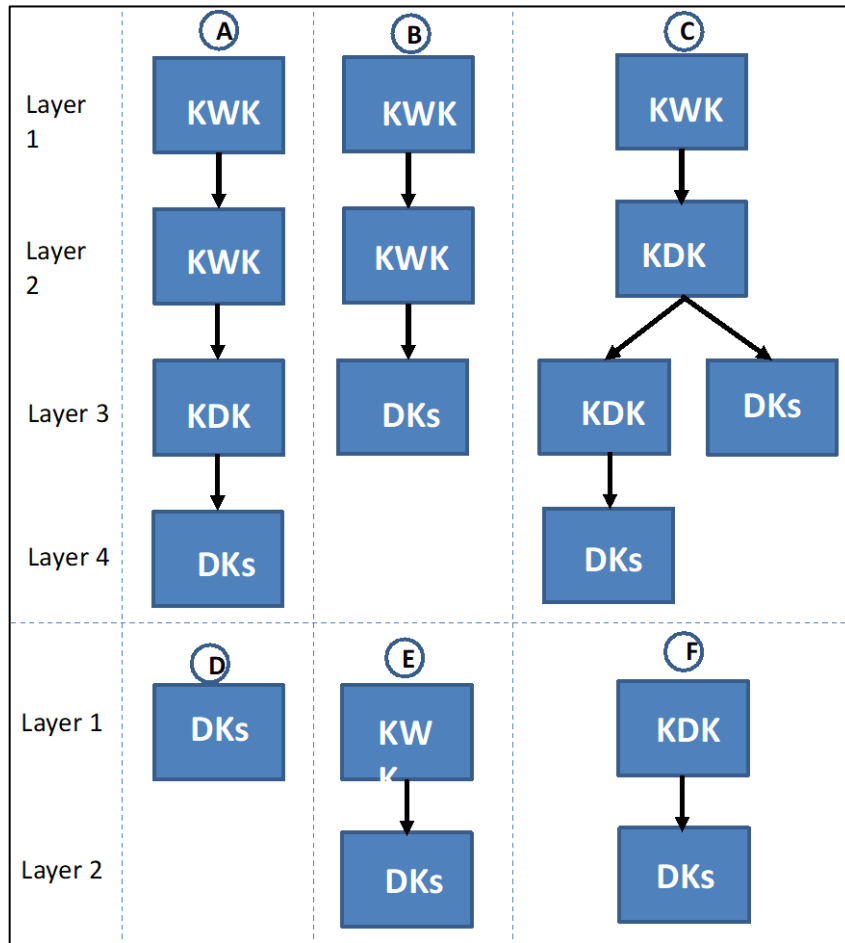 A B C
Layer 1
KWK KWK KWK
Layer 2
KWK KWK KDK
Layer 3
KDK DKs KDK DKs
Layer 4
DKs DKs
D E F
Layer 1
DKs KW K KDK
Layer 2
DKs DKs